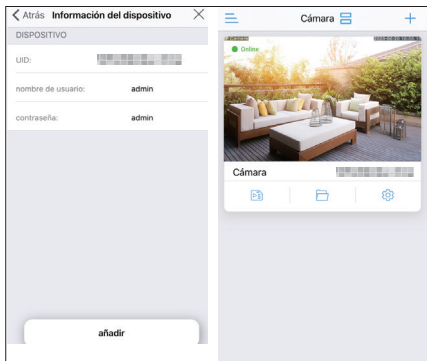 Atrás Información del dispositivo
DISPOSITIVO
UID:
nombre de usuario: admin
contraseña: admin
añadir
Cámara
Online
Cámara